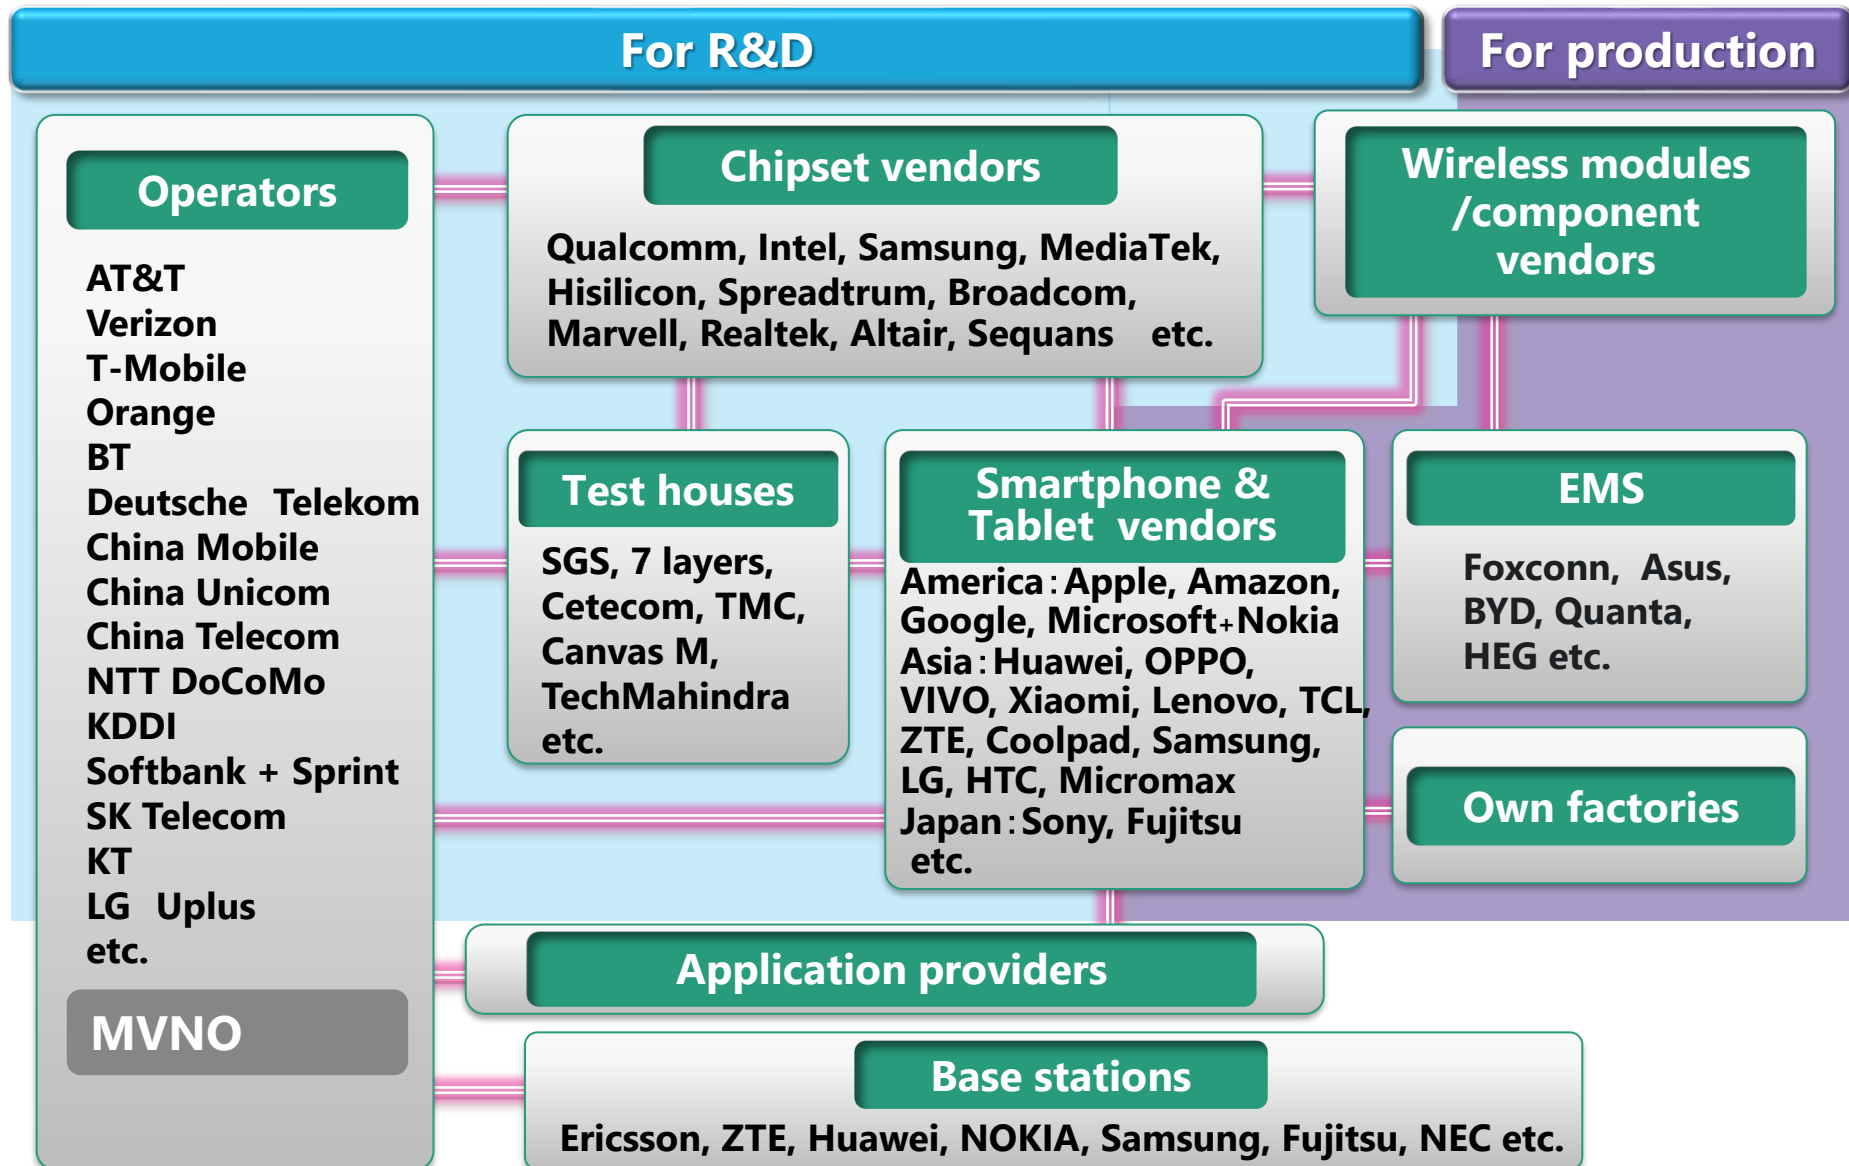 For R&D
For production
Operators
AT&T
Verizon
T-Mobile
Orange
BT
Deutsche Telekom
China Mobile
China Unicom
China Telecom
NTT DoCoMo
KDDI
Softbank + Sprint
SK Telecom
KT
LG Uplus
etc.
MVNO
Chipset vendors
Qualcomm, Intel, Samsung, MediaTek,
Hisilicon, Spreadtrum, Broadcom,
Marvell, Realtek, Altair, Sequans etc.
Wireless modules
/component
vendors
Test houses
SGS, 7 layers,
Cetecom, TMC,
Canvas M,
TechMahindra
etc.
Smartphone &
Tablet vendors
America：Apple, Amazon,
Google, Microsoft+Nokia
Asia：Huawei, OPPO,
VIVO, Xiaomi, Lenovo, TCL,
ZTE, Coolpad, Samsung,
LG, HTC, Micromax
Japan：Sony, Fujitsu
etc.
EMS
Foxconn, Asus,
BYD, Quanta,
HEG etc.
Own factories
Application providers
Base stations
Ericsson, ZTE, Huawei, NOKIA, Samsung, Fujitsu, NEC etc.